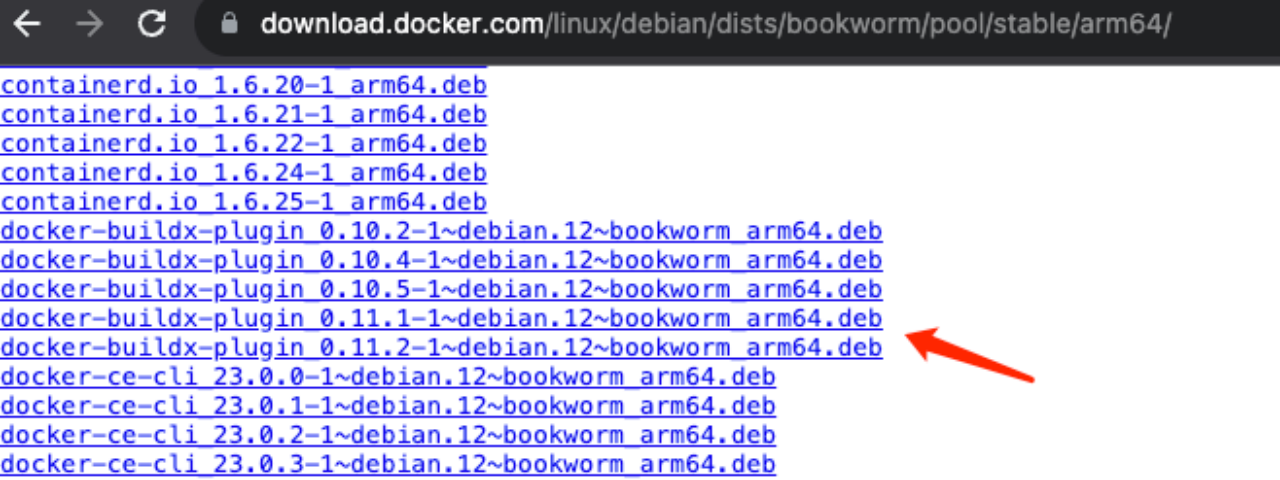 download.docker.com/linux/debian/dists/bookworm/pool/stable/arm64/
containerd.io_1.6.20-1_arm64.deb
containerd.io_1.6.21-1_arm64.deb
containerd.io_1.6.22-1_arm64.deb
containerd.io_1.6.24-1_arm64.deb
containerd.io_1.6.25-1_arm64.deb
docker-buildx-plugin_0.10.2-1~debian.12~bookworm_arm64.deb
docker-buildx-plugin_0.10.4-1~debian.12~bookworm_arm64.deb
docker-buildx-plugin_0.10.5-1~debian.12~bookworm_arm64.deb
docker-buildx-plugin_0.11.1-1~debian.12~bookworm_arm64.deb
docker-buildx-plugin_0.11.2-1~debian.12~bookworm_arm64.deb
docker-ce-cli_23.0.0-1~debian.12~bookworm_arm64.deb
docker-ce-cli_23.0.1-1~debian.12~bookworm_arm64.deb
docker-ce-cli_23.0.2-1~debian.12~bookworm_arm64.deb
docker-ce-cli_23.0.3-1~debian.12~bookworm_arm64.deb